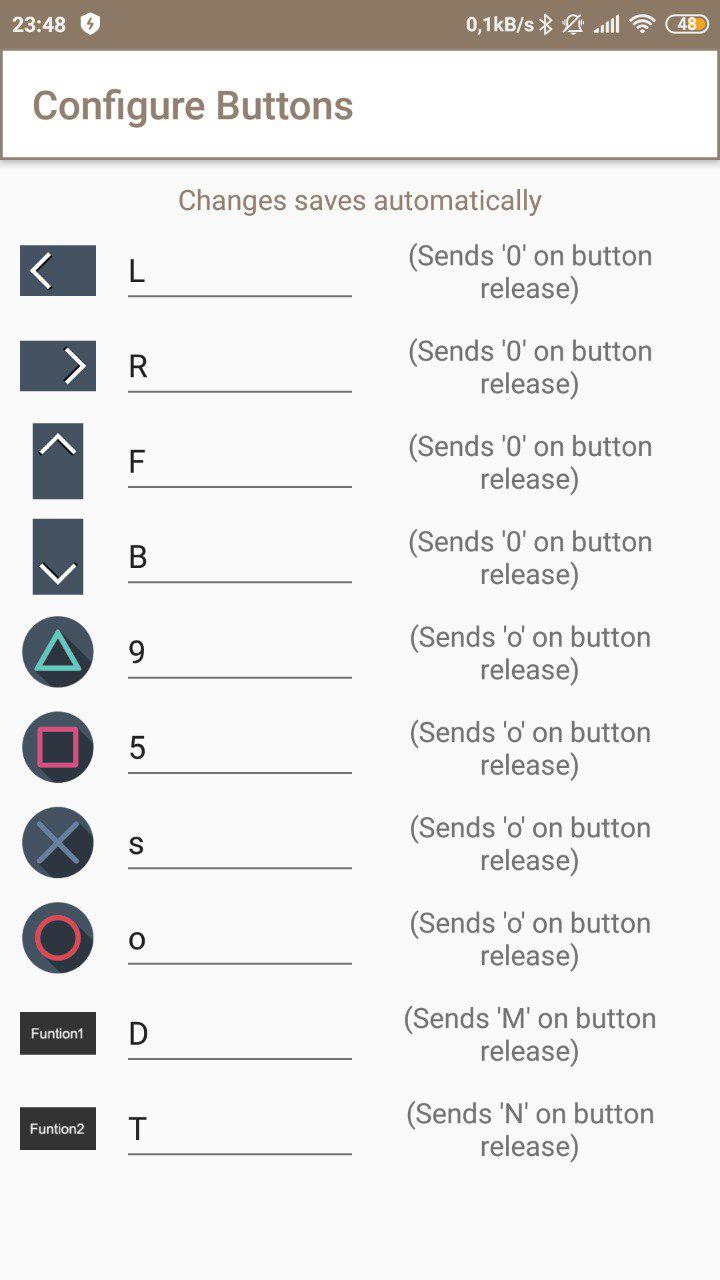 23:48 0,1kB/s 48
Configure Buttons
Changes saves automatically
L (Sends '0' on button
release)
R (Sends '0' on button
release)
F (Sends '0' on button
release)
B (Sends '0' on button
release)
9 (Sends 'o' on button
release)
5 (Sends 'o' on button
release)
s (Sends 'o' on button
release)
o (Sends 'o' on button
release)
Funtion1 D (Sends 'M' on button
release)
Funtion2 T (Sends 'N' on button
release)